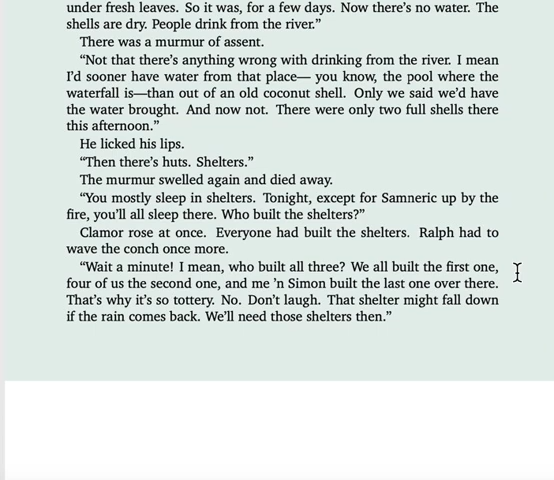 under fresh leaves. So it was, for a few days. Now there’s no water. The
shells are dry. People drink from the river.”
There was a murmur of assent.
“Not that there’s anything wrong with drinking from the river. I mean
I’d sooner have water from that place— you know, the pool where the
waterfall is—than out of an old coconut shell. Only we said we’d have
the water brought. And now not. There were only two full shells there
this afternoon.”
He licked his lips.
“Then there’s huts. Shelters.”
The murmur swelled again and died away.
“You mostly sleep in shelters. Tonight, except for Samneric up by the
fire, you’ll all sleep there. Who built the shelters?”
Clamor rose at once. Everyone had built the shelters. Ralph had to
wave the conch once more.
“Wait a minute! I mean, who built all three? We all built the first one,
four of us the second one, and me ’n Simon built the last one over there.
That’s why it’s so tottery. No. Don’t laugh. That shelter might fall down
if the rain comes back. We’ll need those shelters then.”